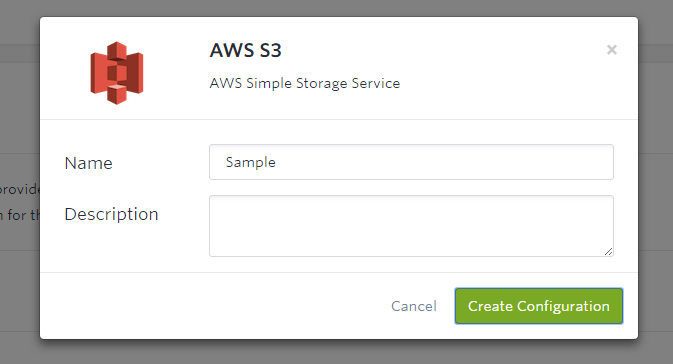 AWS S3
×
AWS Simple Storage Service
Name
Sample
Description
provide
n for th
Cancel
Create Configuration